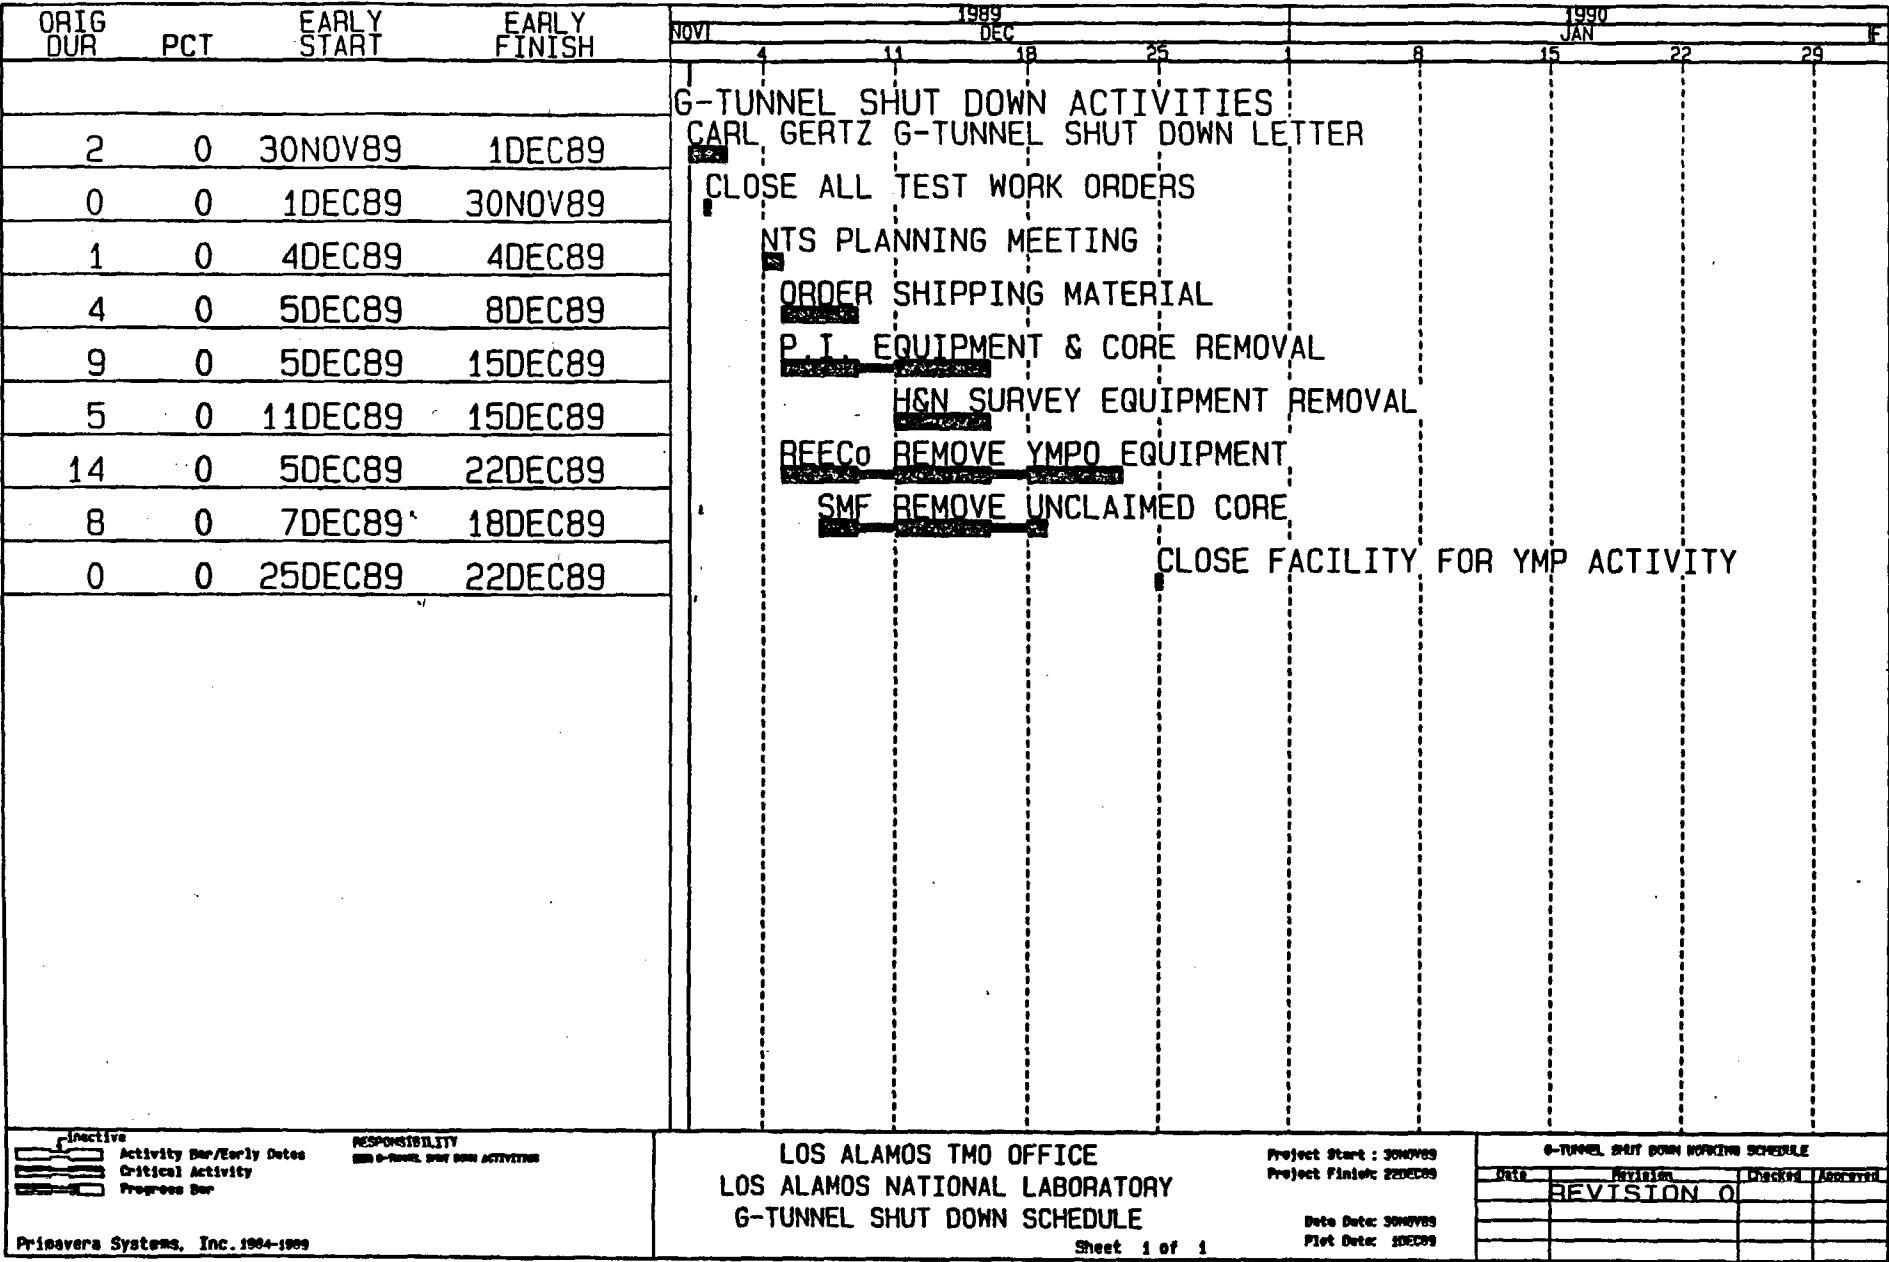 ORIG DUR PCT EARLY START EARLY FINISH
1989 1990
NOV DEC JAN F
4 11 18 25 1 8 15 22 29
G-TUNNEL SHUT DOWN ACTIVITIES
CARL GERTZ G-TUNNEL SHUT DOWN LETTER
2 0 30NOV89 1DEC89
CLOSE ALL TEST WORK ORDERS
0 0 1DEC89 30NOV89
NTS PLANNING MEETING
1 0 4DEC89 4DEC89
ORDER SHIPPING MATERIAL
4 0 5DEC89 8DEC89
P.I. EQUIPMENT & CORE REMOVAL
9 0 5DEC89 15DEC89
H&N SURVEY EQUIPMENT REMOVAL
5 0 11DEC89 15DEC89
REECo REMOVE YMPO EQUIPMENT
14 0 5DEC89 22DEC89
SMF REMOVE UNCLAIMED CORE
8 0 7DEC89 18DEC89
CLOSE FACILITY FOR YMP ACTIVITY
0 0 25DEC89 22DEC89
Inactive
Activity Bar/Early Dates
Critical Activity
Progress Bar
RESPONSIBILITY
G-TUNNEL SHUT DOWN ACTIVITIES
Primavera Systems, Inc. 1984-1989
LOS ALAMOS TMO OFFICE
LOS ALAMOS NATIONAL LABORATORY
G-TUNNEL SHUT DOWN SCHEDULE
Sheet 1 of 1
Project Start : 30NOV89
Project Finish: 22DEC89
Data Date: 30NOV89
Plot Date: 1DEC89
G-TUNNEL SHUT DOWN WORKING SCHEDULE
Date Revision Checked Approved
REVISION 0